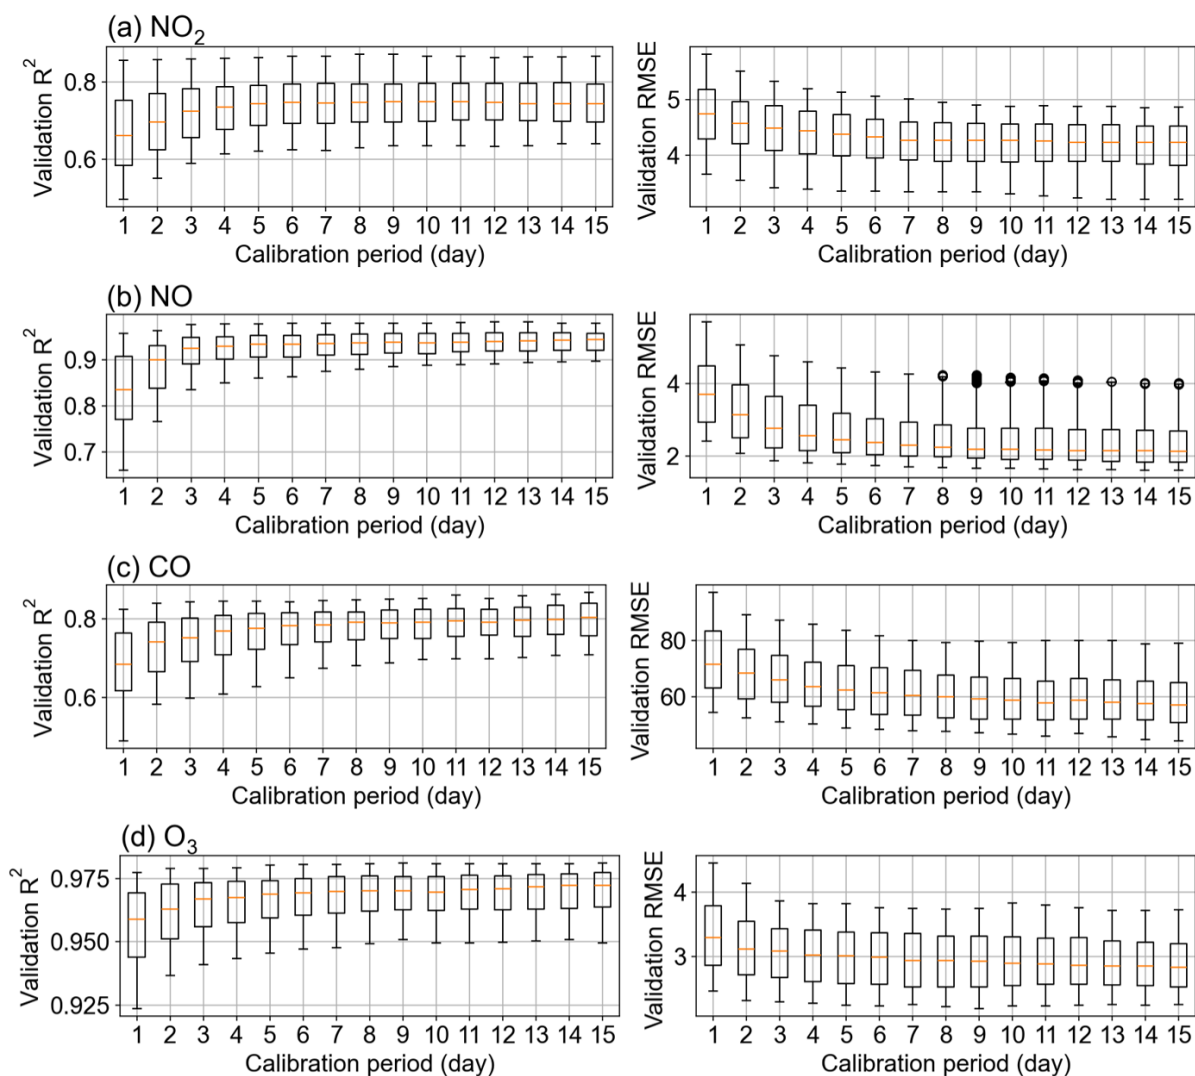 (a) NO2
Validation R2
0.8
0.6
1 2 3 4 5 6 7 8 9 10 11 12 13 14 15
Calibration period (day)
Validation RMSE
5
4
1 2 3 4 5 6 7 8 9 10 11 12 13 14 15
Calibration period (day)
(b) NO
Validation R2
0.9
0.8
0.7
1 2 3 4 5 6 7 8 9 10 11 12 13 14 15
Calibration period (day)
Validation RMSE
4
2
1 2 3 4 5 6 7 8 9 10 11 12 13 14 15
Calibration period (day)
(c) CO
Validation R2
0.8
0.6
1 2 3 4 5 6 7 8 9 10 11 12 13 14 15
Calibration period (day)
Validation RMSE
80
60
1 2 3 4 5 6 7 8 9 10 11 12 13 14 15
Calibration period (day)
(d) O3
Validation R2
0.975
0.950
0.925
1 2 3 4 5 6 7 8 9 10 11 12 13 14 15
Calibration period (day)
Validation RMSE
4
3
1 2 3 4 5 6 7 8 9 10 11 12 13 14 15
Calibration period (day)